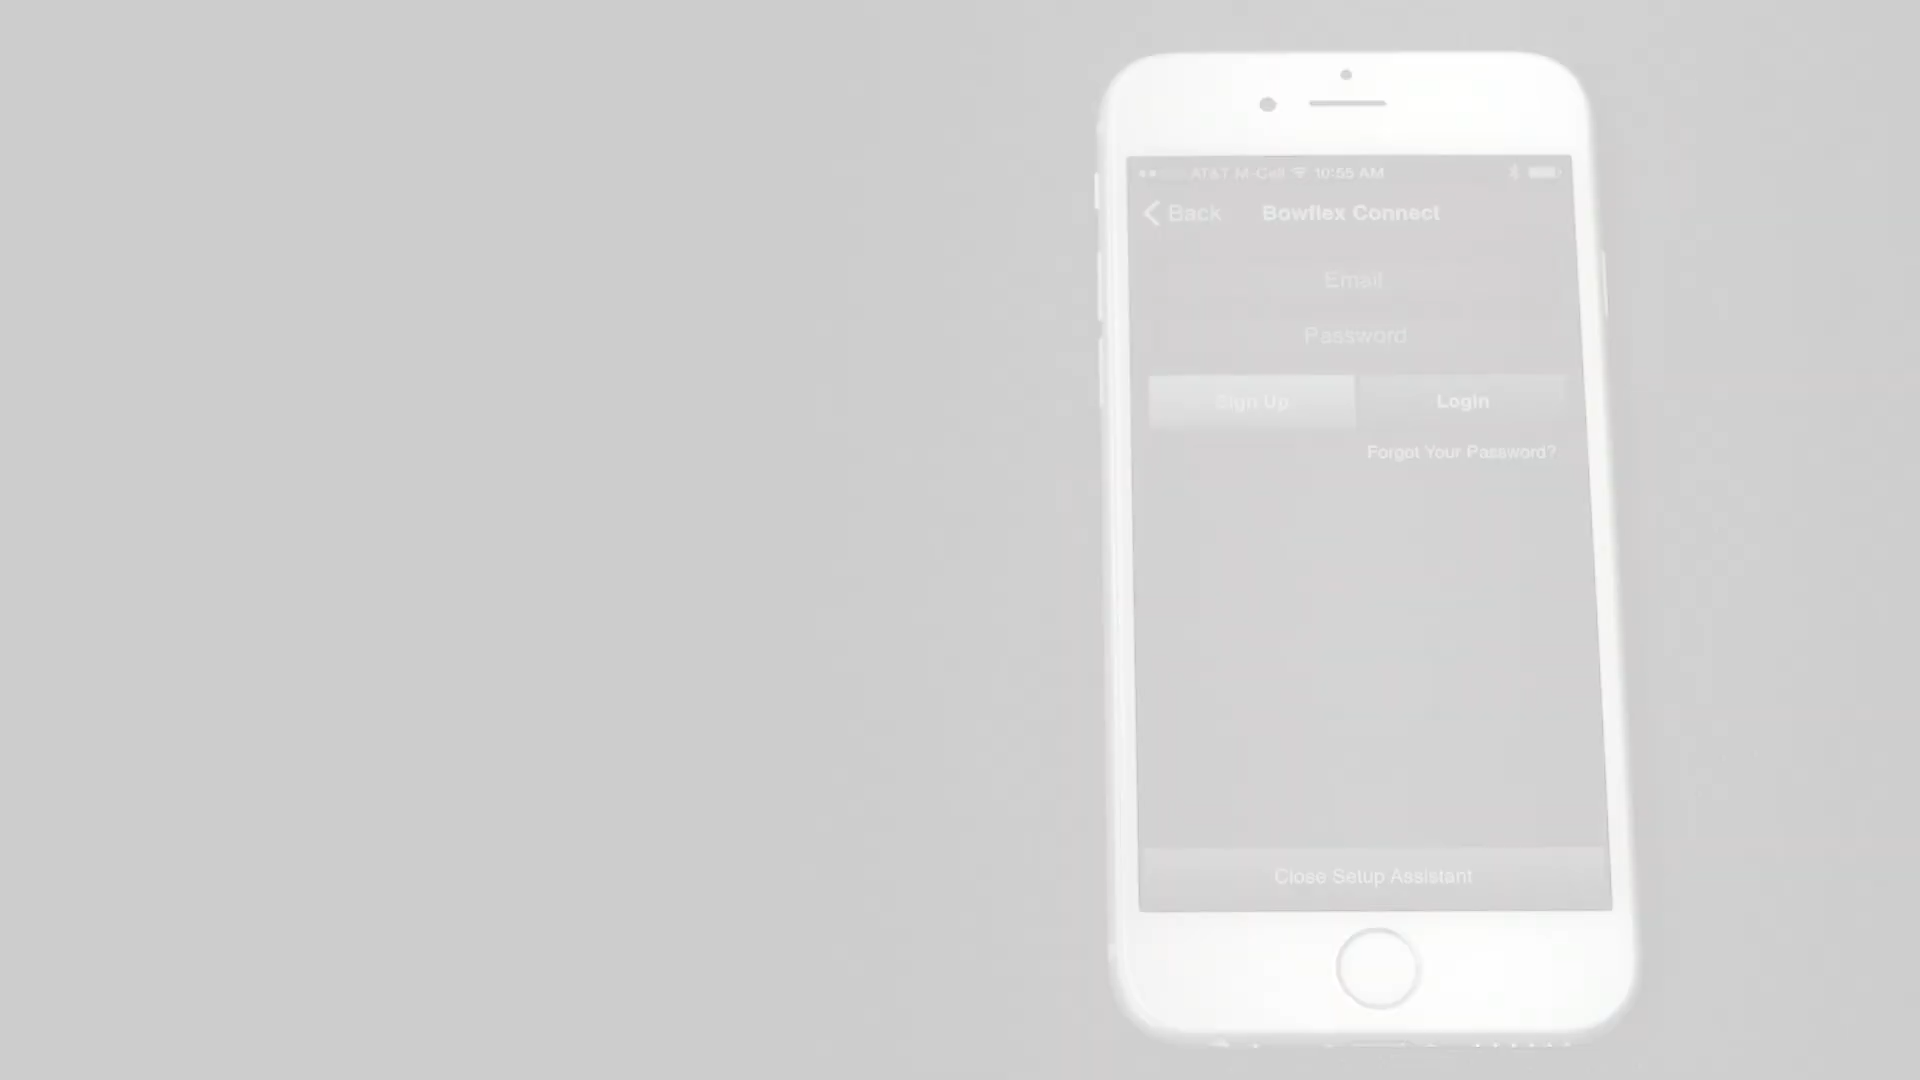 AT&T M-Cell 10:55 AM
Back Bowflex Connect
Email
Password
Sign Up Login
Forgot Your Password?
Close Setup Assistant